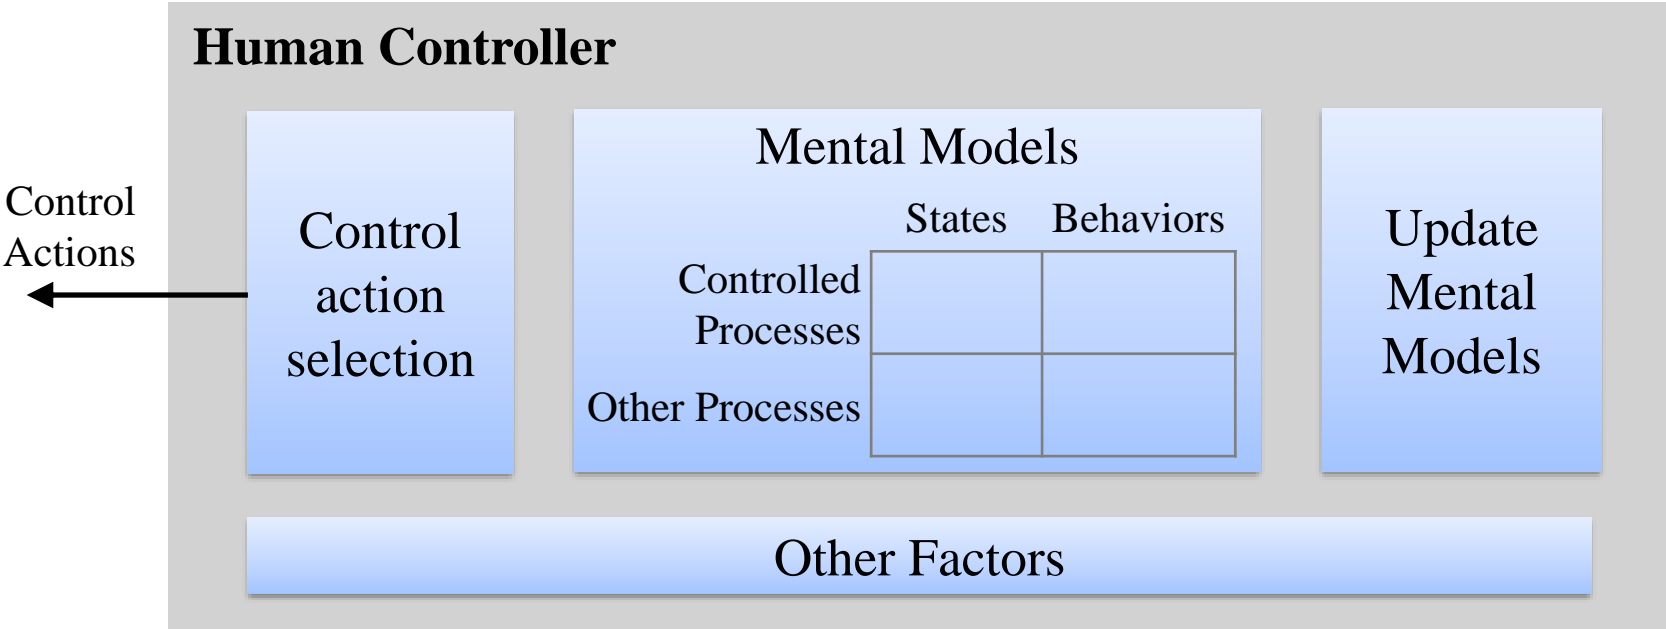 Human Controller
Control
Actions
Control
action
selection
Mental Models
States Behaviors
Controlled
Processes
Other Processes
Update
Mental
Models
Other Factors